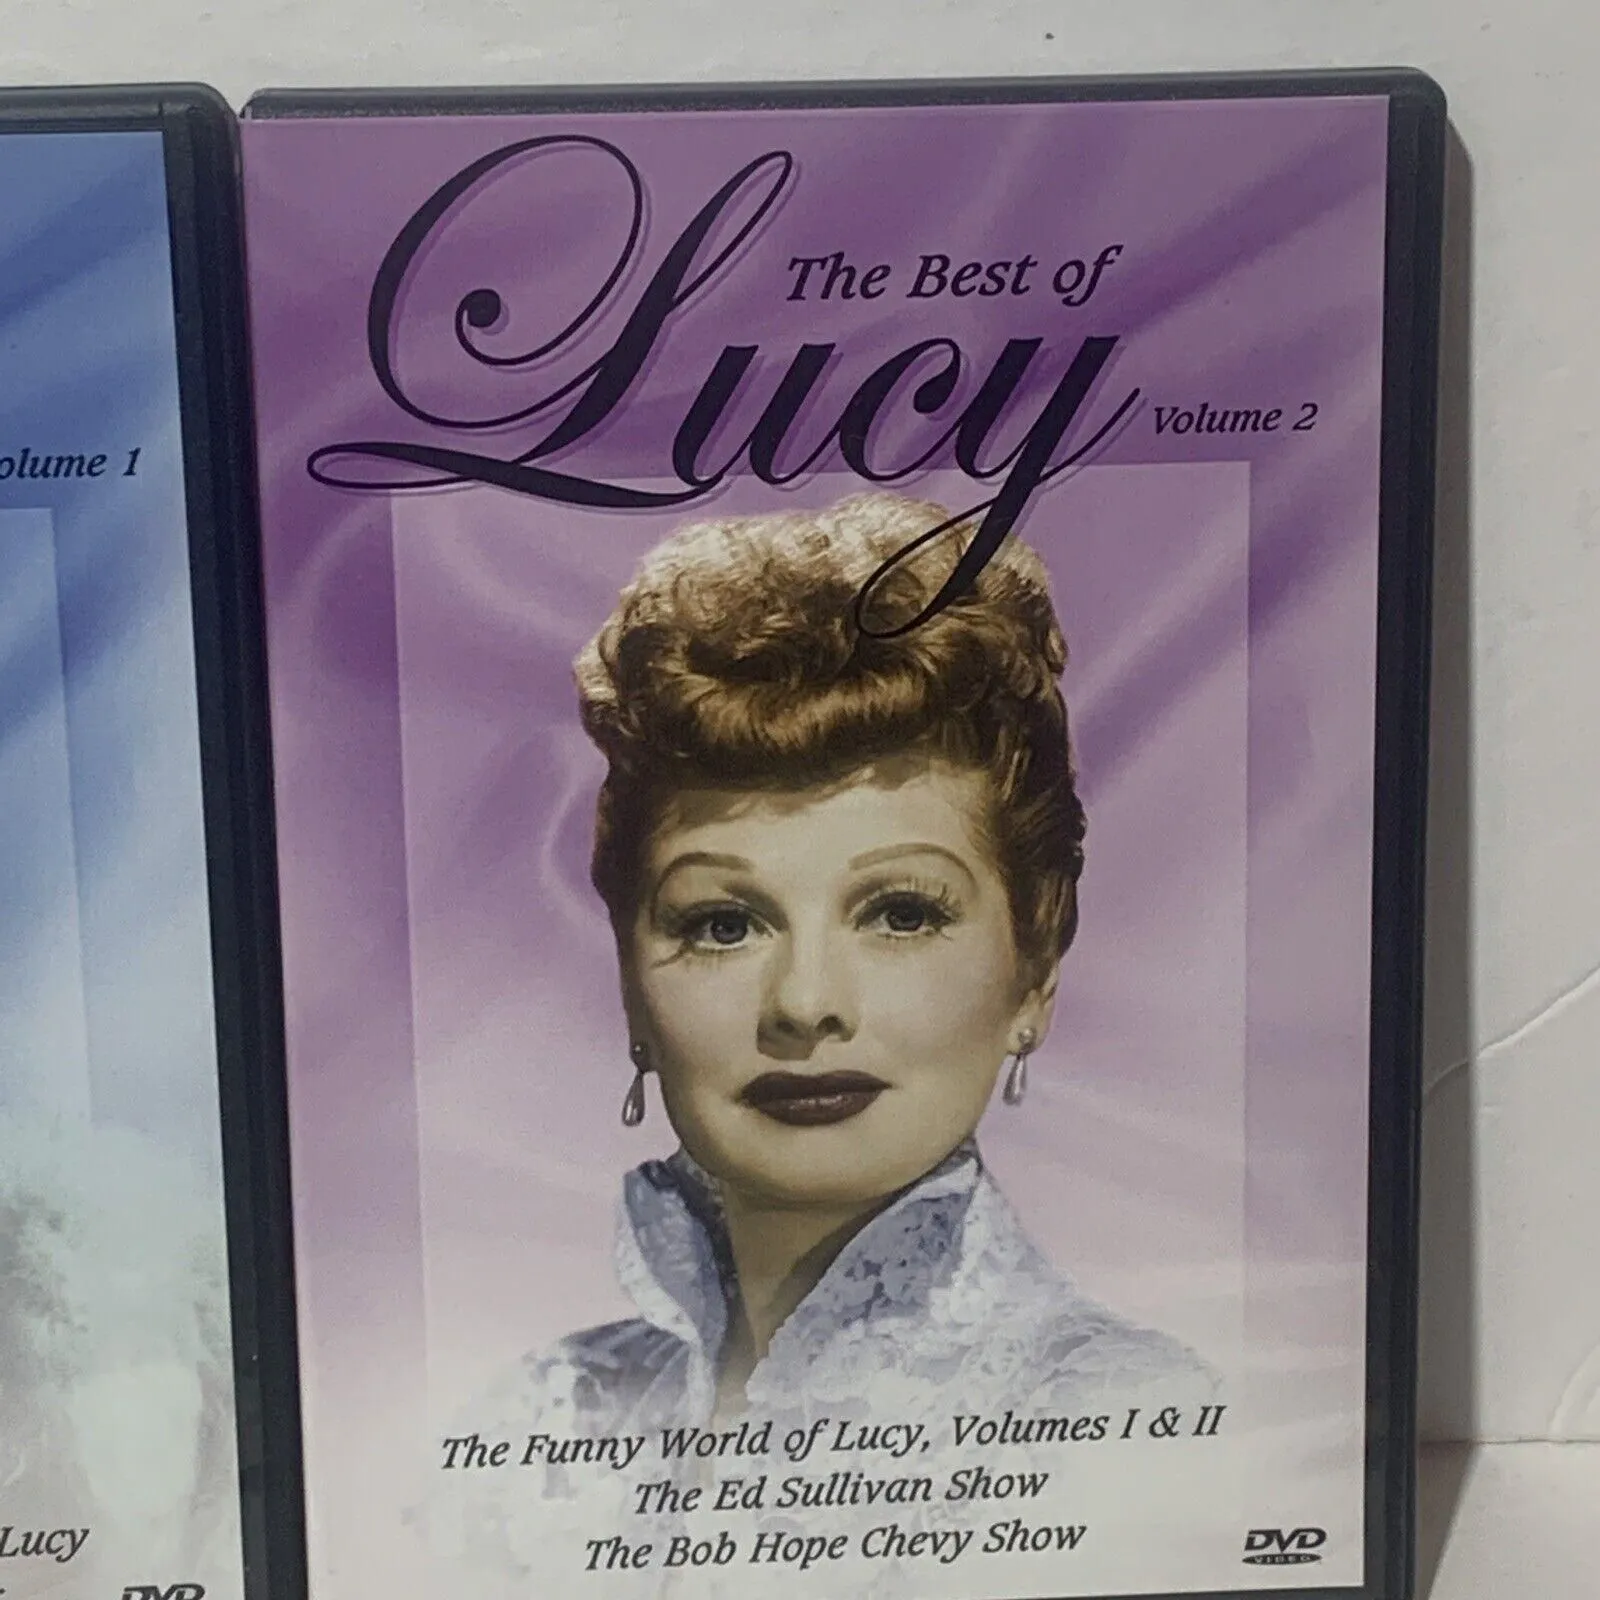 The Best of
Lucy
Volume 2
The Funny World of Lucy, Volumes I & II
The Ed Sullivan Show
The Bob Hope Chevy Show
DVD
VIDEO
olume 1
Lucy
DVD